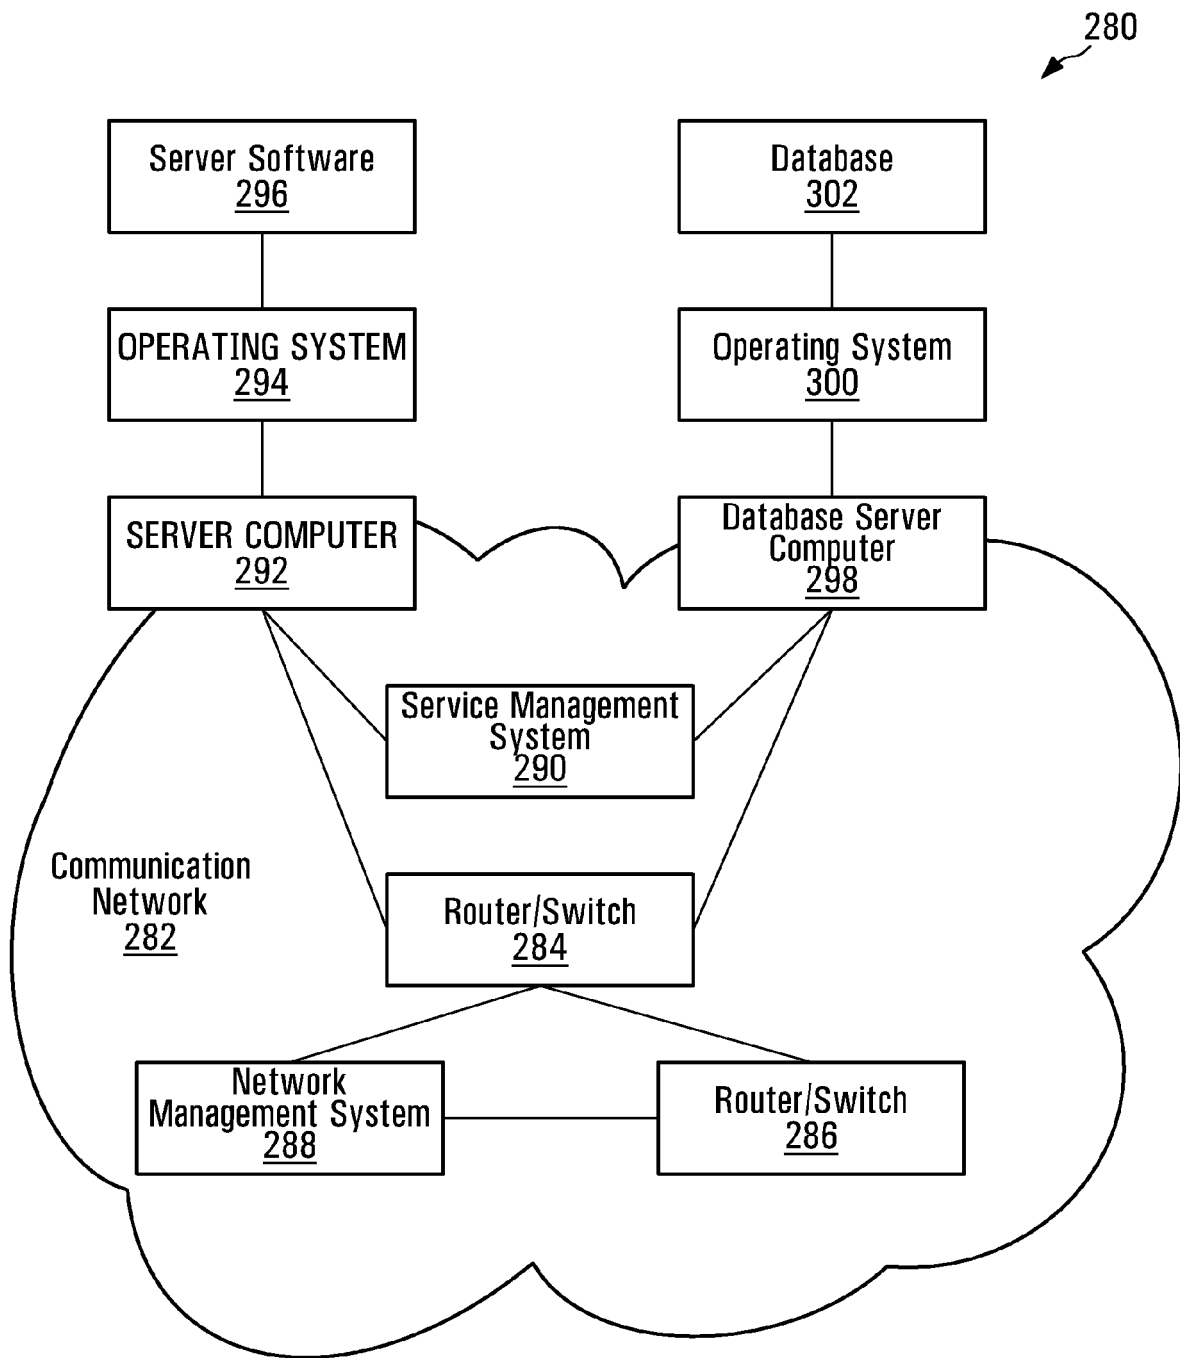 280
Server Software
296
Database
302
OPERATING SYSTEM
294
Operating System
300
SERVER COMPUTER
292
Database Server
Computer
298
Service Management
System
290
Communication
Network
282
Router/Switch
284
Network
Management System
288
Router/Switch
286